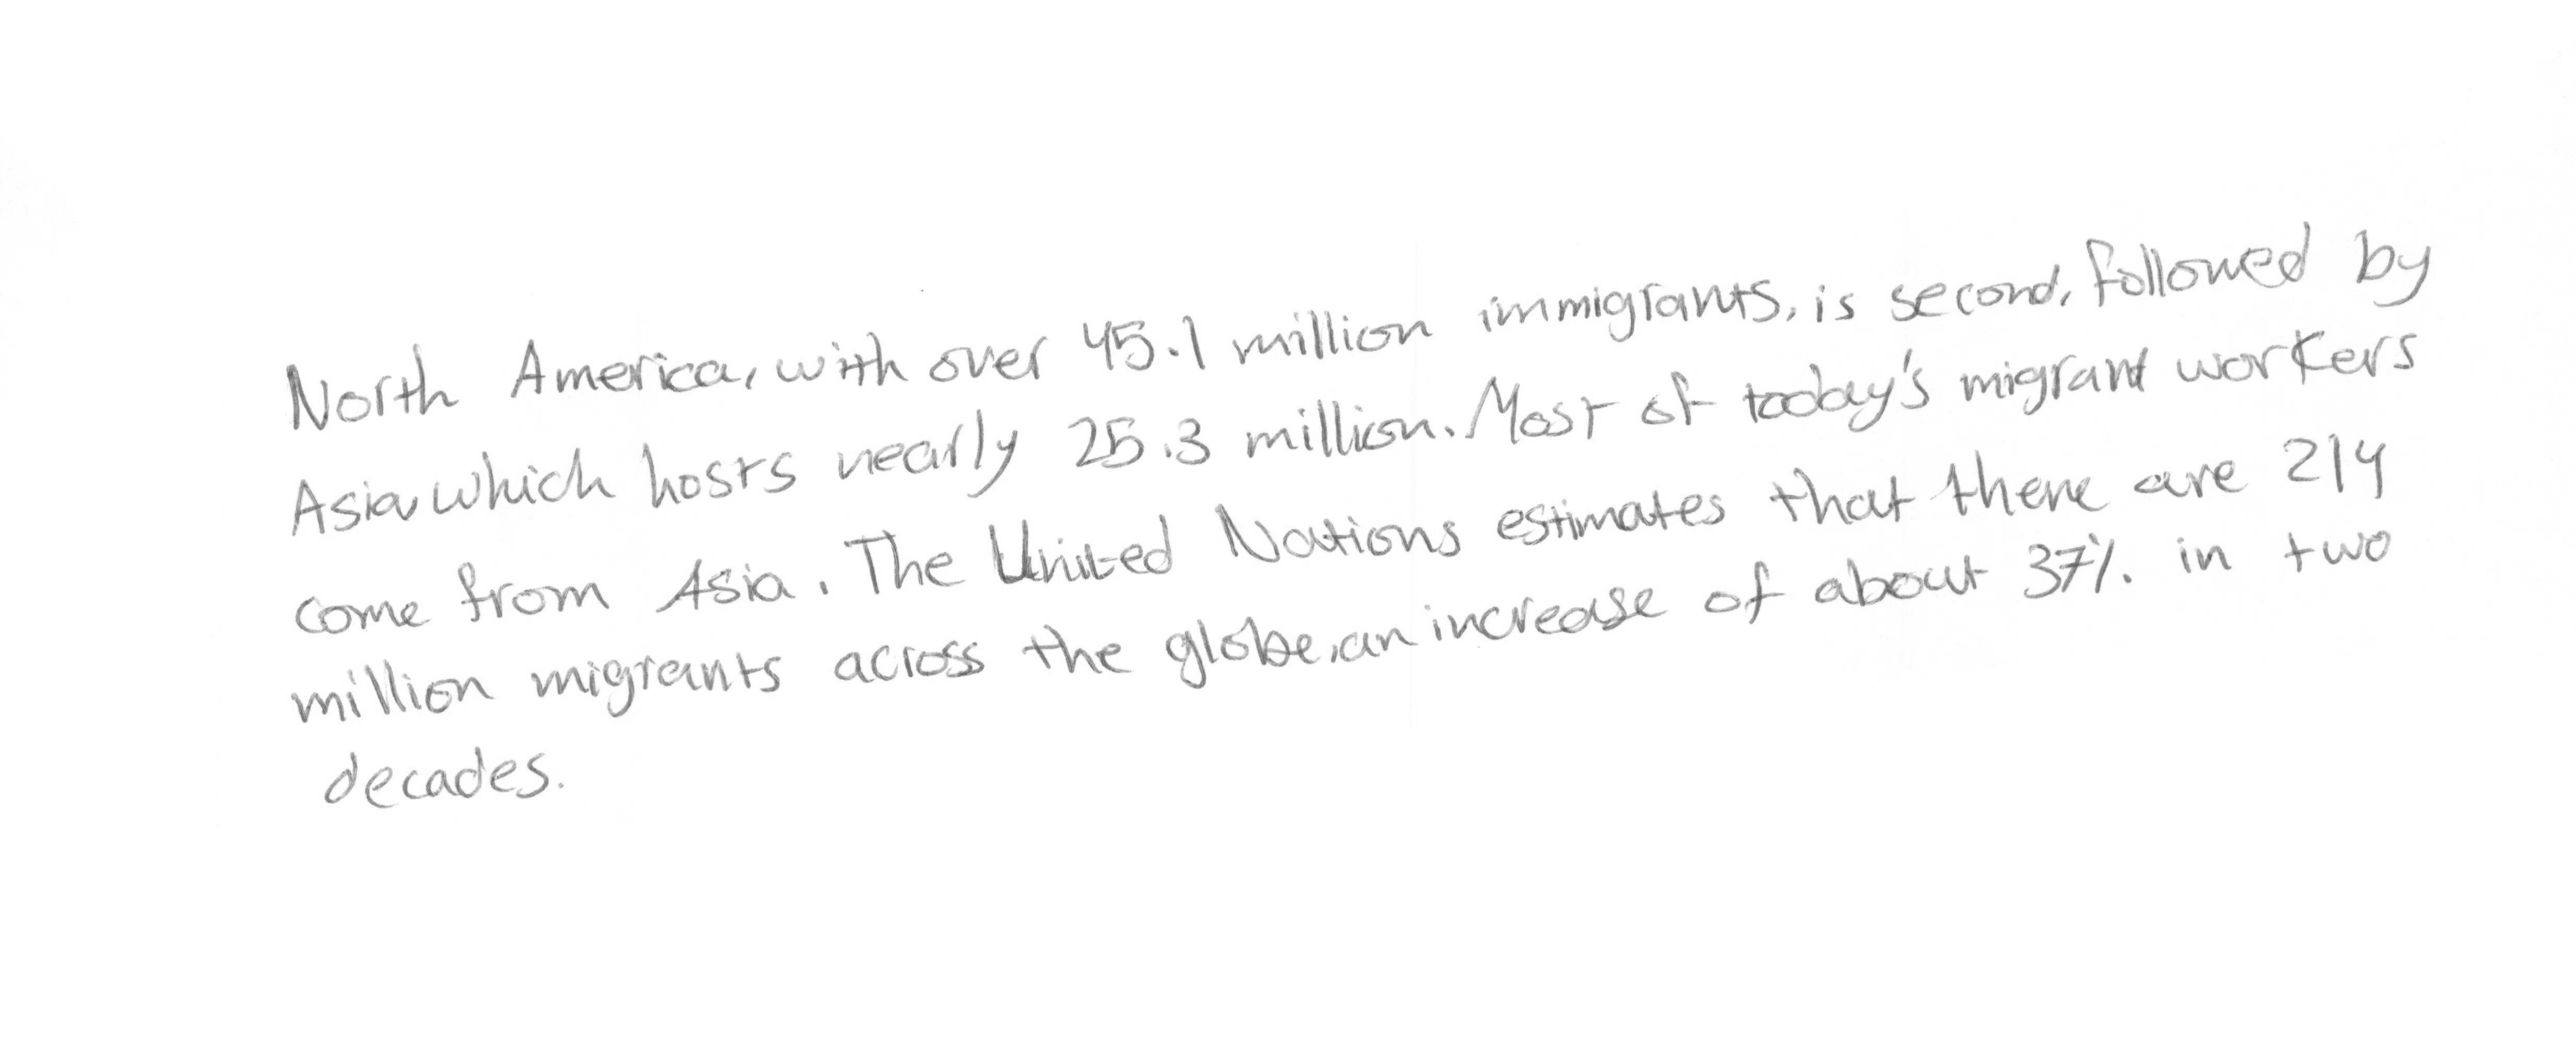 North America, with over 45.1 million immigrants, is second, followed by
Asia, which hosts nearly 25.3 million. Most of today's migrant workers
come from Asia. The United Nations estimates that there are 214
million migrants across the globe, an increase of about 37% in two
decades.